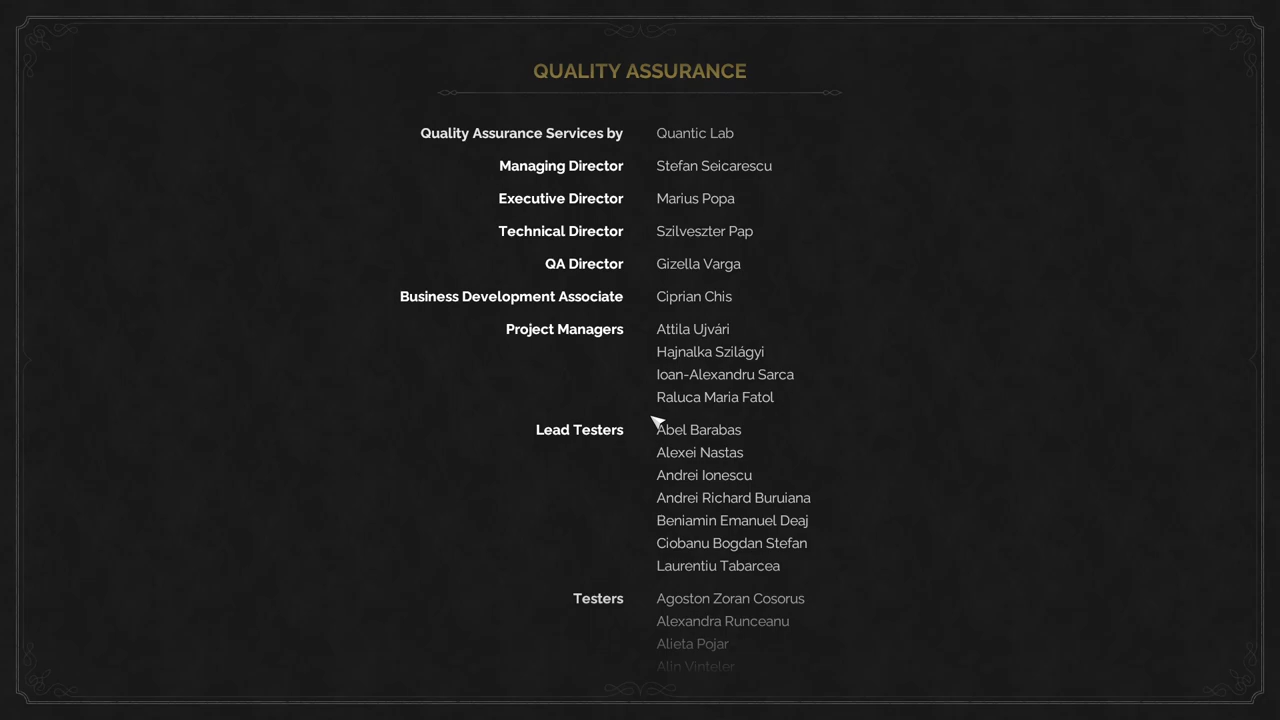 QUALITY ASSURANCE
Quality Assurance Services by Quantic Lab
Managing Director Stefan Seicarescu
Executive Director Marius Popa
Technical Director Szilveszter Pap
QA Director Gizella Varga
Business Development Associate Ciprian Chis
Project Managers Attila Ujvári
Hajnalka Szilágyi
Ioan-Alexandru Sarca
Raluca Maria Fatol
Lead Testers Abel Barabas
Alexei Nastas
Andrei Ionescu
Andrei Richard Buruiana
Beniamin Emanuel Deaj
Ciobanu Bogdan Stefan
Laurentiu Tabarcea
Testers Agoston Zoran Cosorus
Alexandra Runceanu
Alieta Pojar
Alin Vinteler